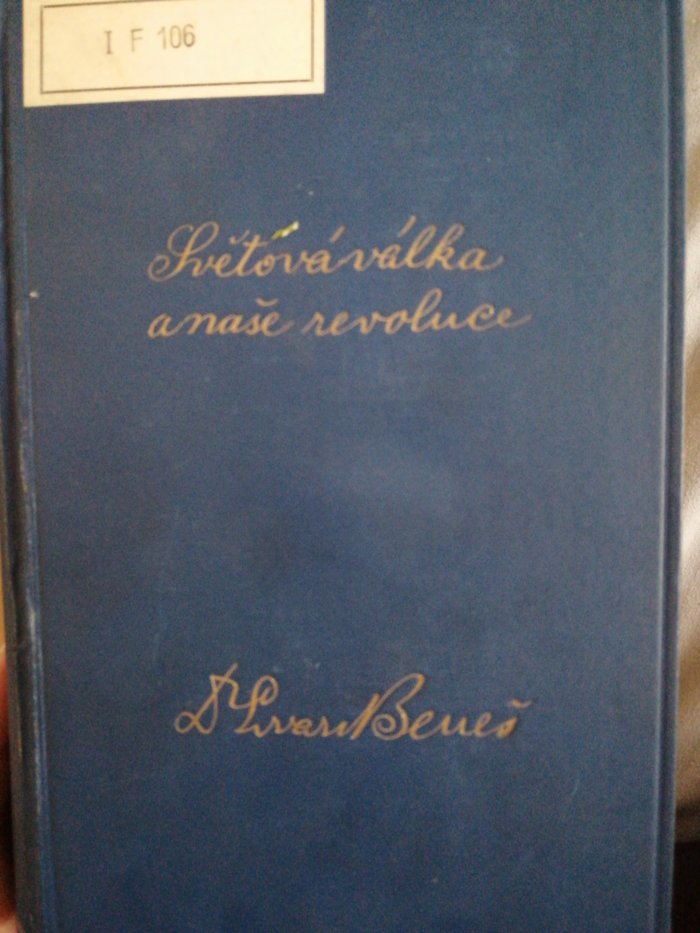 I F 106
Světová válka
a naše revoluce
Dr Edvard Beneš